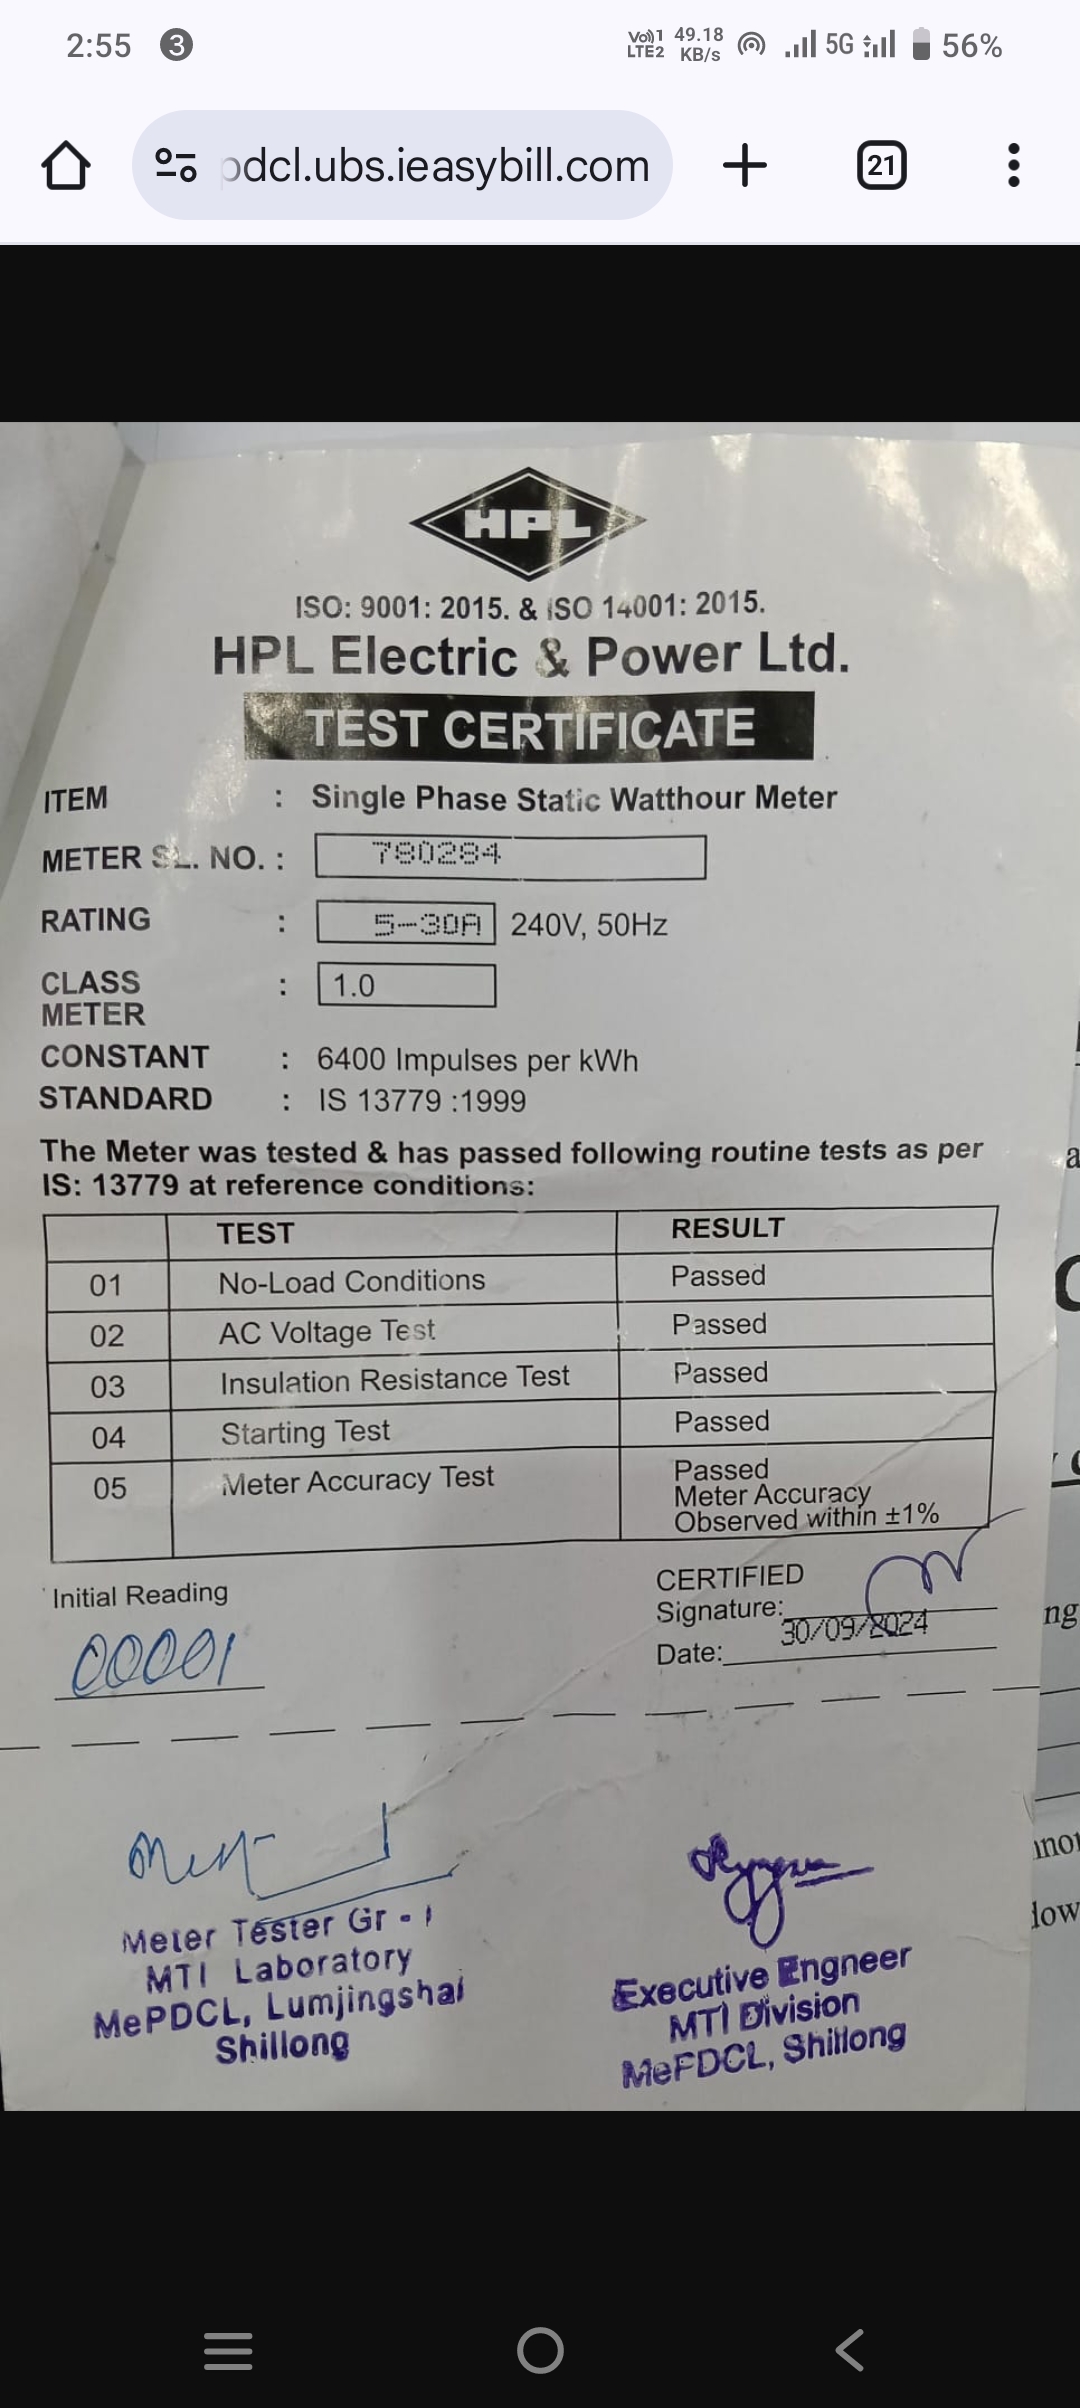 2:55 3 Vo)) 1 LTE2 49.18 KB/s 5G 56%
pdcl.ubs.ieasybill.com 21
HPL
ISO: 9001: 2015. & ISO 14001: 2015.
HPL Electric & Power Ltd.
TEST CERTIFICATE
ITEM : Single Phase Static Watthour Meter
METER SL. NO. : 780284
RATING : 5-30A 240V, 50Hz
CLASS : 1.0
METER
CONSTANT : 6400 Impulses per kWh
STANDARD : IS 13779 :1999
The Meter was tested & has passed following routine tests as per
IS: 13779 at reference conditions:
TEST RESULT
01 No-Load Conditions Passed
02 AC Voltage Test Passed
03 Insulation Resistance Test Passed
04 Starting Test Passed
05 Meter Accuracy Test Passed
Meter Accuracy
Observed within ±1%
Initial Reading
00001
CERTIFIED
Signature:
Date: 30/09/2024
Meter Tester Gr - I
MTI Laboratory
MePDCL, Lumjingshai
Shillong
Executive Engneer
MTI Division
MePDCL, Shillong